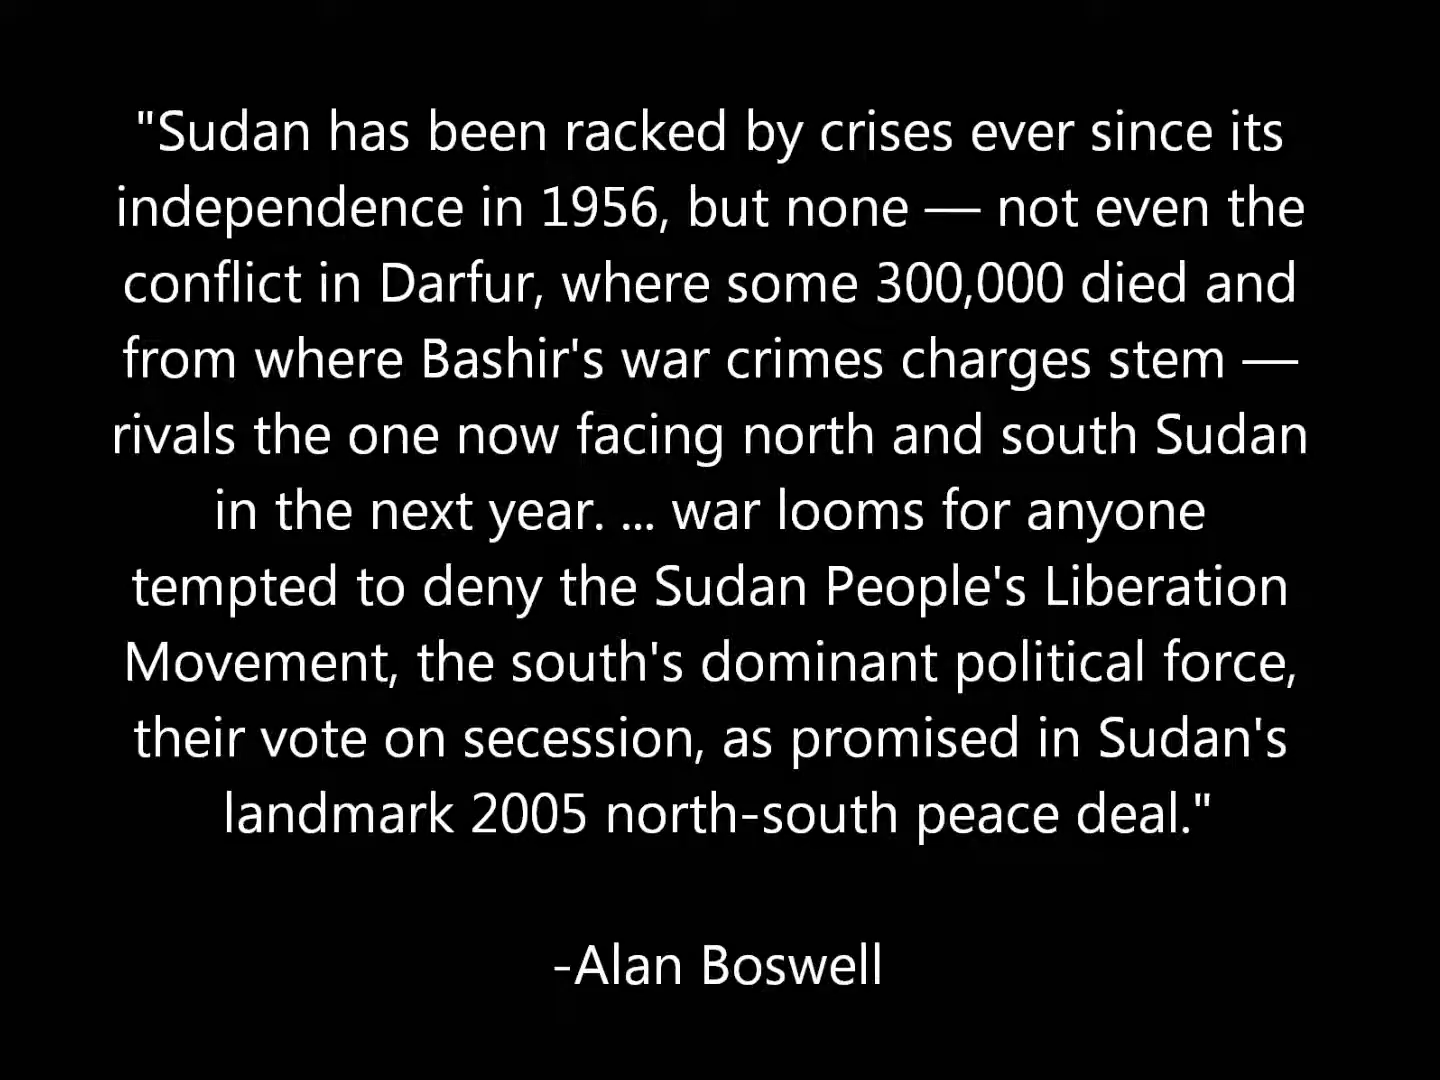 "Sudan has been racked by crises ever since its
independence in 1956, but none — not even the
conflict in Darfur, where some 300,000 died and
from where Bashir's war crimes charges stem —
rivals the one now facing north and south Sudan
in the next year. ... war looms for anyone
tempted to deny the Sudan People's Liberation
Movement, the south's dominant political force,
their vote on secession, as promised in Sudan's
landmark 2005 north-south peace deal."
-Alan Boswell